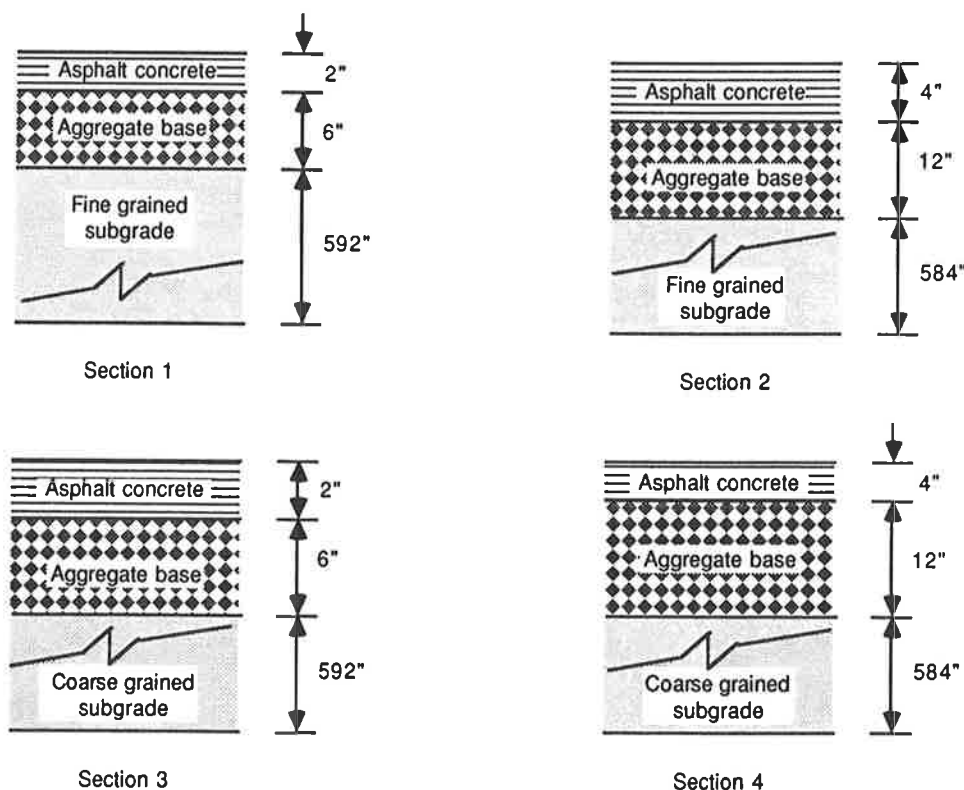 Asphalt concrete
2"
Aggregate base
6"
Fine grained
subgrade
592"
Section 1
Asphalt concrete
4"
Aggregate base
12"
Fine grained
subgrade
584"
Section 2
Asphalt concrete
2"
Aggregate base
6"
Coarse grained
subgrade
592"
Section 3
Asphalt concrete
4"
Aggregate base
12"
Coarse grained
subgrade
584"
Section 4